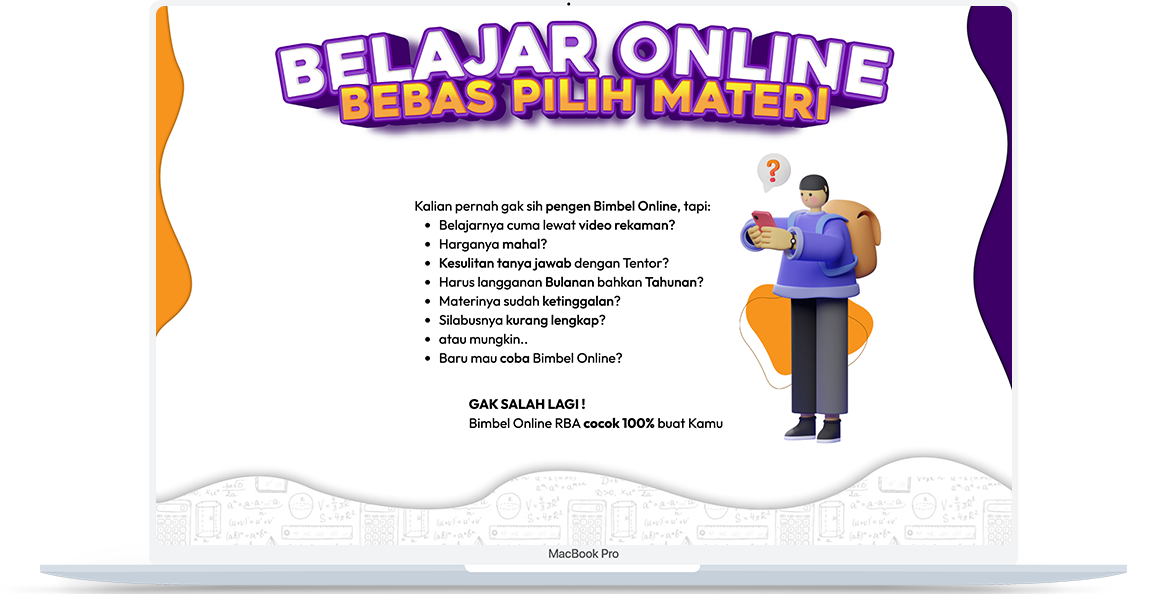 BELAJAR ONLINE
BEBAS PILIH MATERI
?
Kalian pernah gak sih pengen Bimbel Online, tapi:
• Belajarnya cuma lewat video rekaman?
• Harganya mahal?
• Kesulitan tanya jawab dengan Tentor?
• Harus langganan Bulanan bahkan Tahunan?
• Materinya sudah ketinggalan?
• Silabusnya kurang lengkap?
• atau mungkin..
• Baru mau coba Bimbel Online?
GAK SALAH LAGI !
Bimbel Online RBA cocok 100% buat Kamu
MacBook Pro